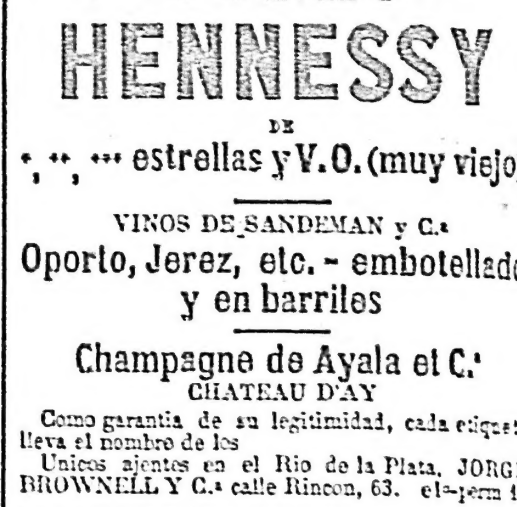 HENNESSY
DE
*, **, *** estrellas y V.O. (muy viejo
VINOS DE SANDEMAN y C.ª
Oporto, Jerez, etc. - embotellad
y en barriles
Champagne de Ayala et C.ª
CHATEAU D'AY
Como garantia de su legitimidad, cada etiquet
lleva el nombre de los
Unicos ajentes en el Rio de la Plata, JORG
BROWNELL Y C.ª calle Rincon, 63.